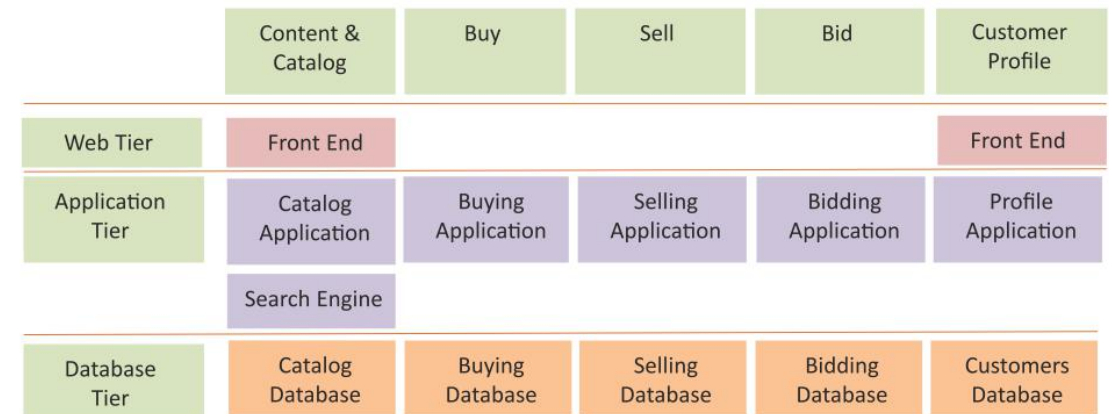 Content &
Catalog
Buy
Sell
Bid
Customer
Profile
Web Tier
Front End
Front End
Application
Tier
Catalog
Application
Buying
Application
Selling
Application
Bidding
Application
Profile
Application
Search Engine
Database
Tier
Catalog
Database
Buying
Database
Selling
Database
Bidding
Database
Customers
Database